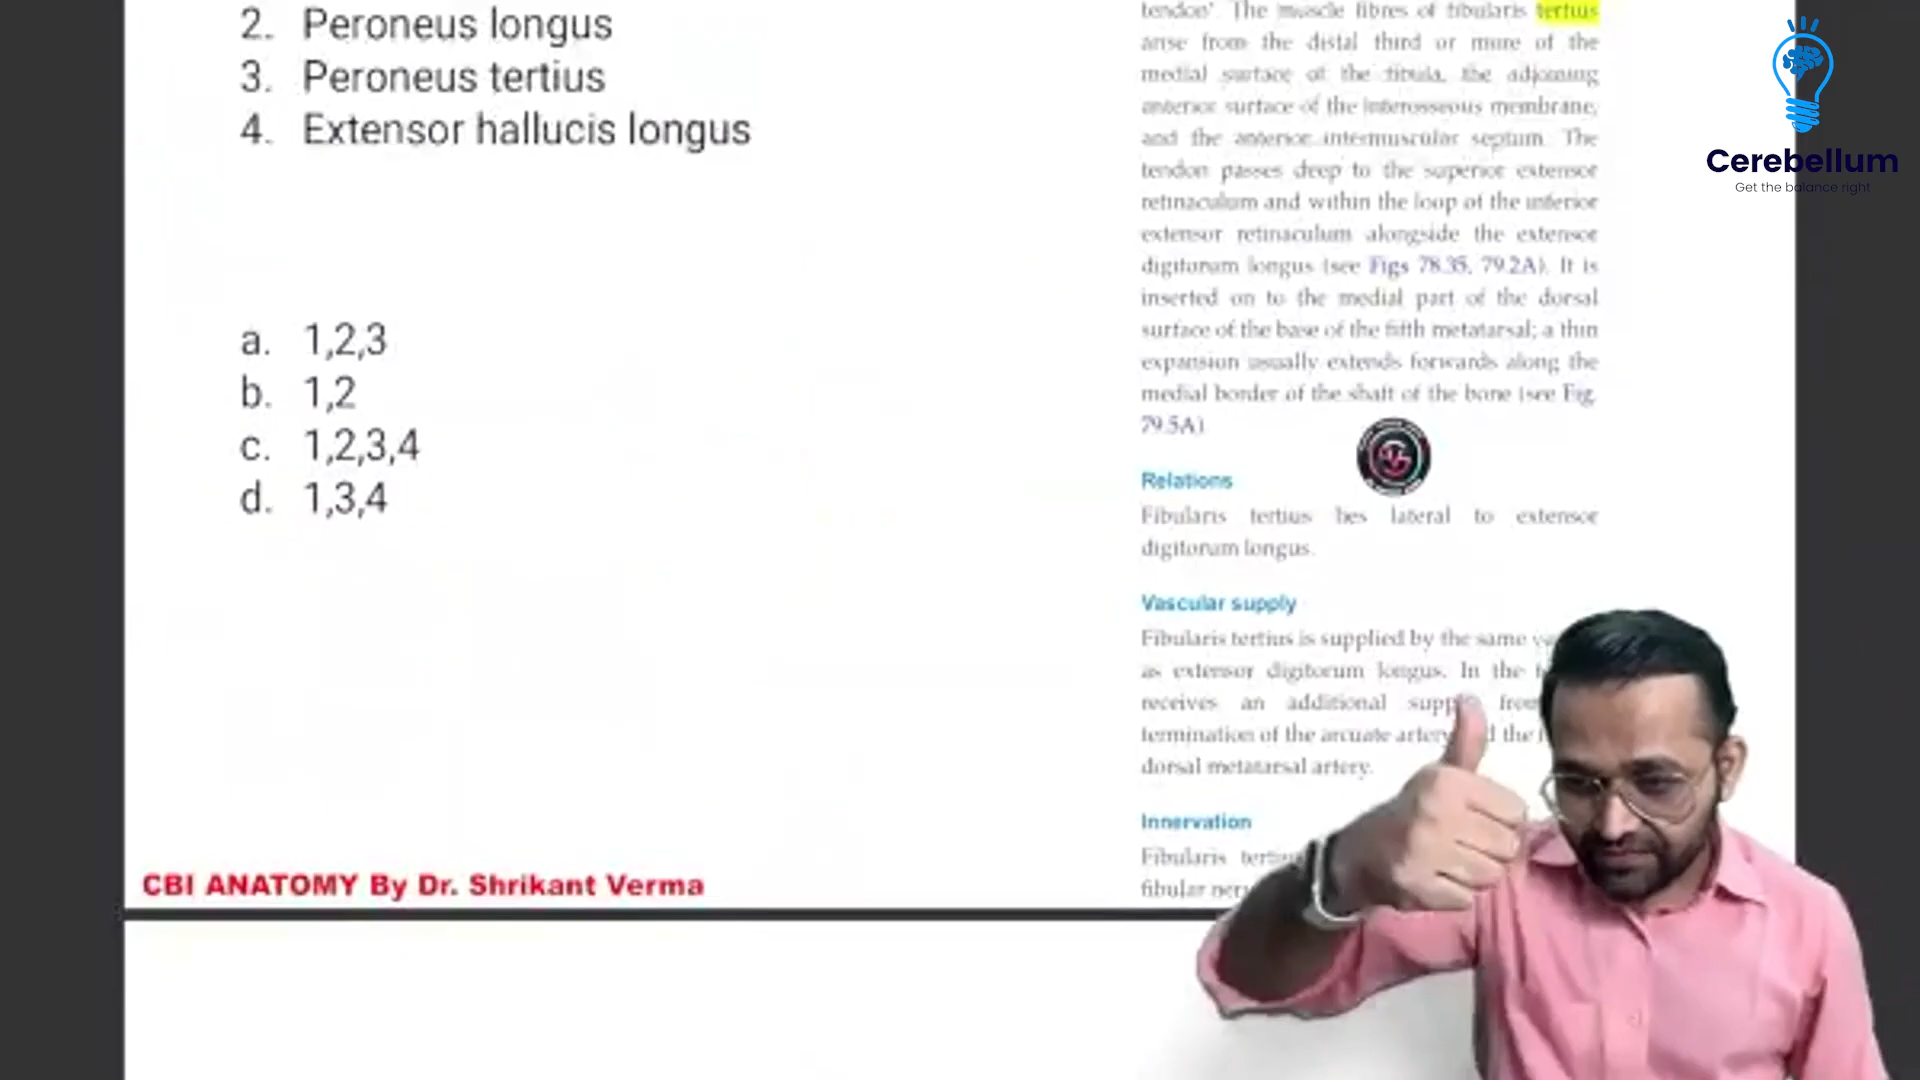 2. Peroneus longus
3. Peroneus tertius
4. Extensor hallucis longus
a. 1,2,3
b. 1,2
c. 1,2,3,4
d. 1,3,4
CBI ANATOMY By Dr. Shrikant Verma
tendon'. The muscle fibres of fibularis tertius
arise from the distal third or more of the
medial surface of the fibula, the adjoining
anterior surface of the interosseous membrane,
and the anterior intermuscular septum. The
tendon passes deep to the superior extensor
retinaculum and within the loop of the inferior
extensor retinaculum alongside the extensor
digitorum longus (see Figs 78.35, 79.2A). It is
inserted on to the medial part of the dorsal
surface of the base of the fifth metatarsal; a thin
expansion usually extends forwards along the
medial border of the shaft of the bone (see Fig.
79.5A).
Relations
Fibularis tertius lies lateral to extensor
digitorum longus.
Vascular supply
Fibularis tertius is supplied by the same
as extensor digitorum longus. In the
receives an additional supply
termination of the arcuate artery the
dorsal metatarsal artery.
Innervation
Fibularis
fibular
Cerebellum
Get the balance right